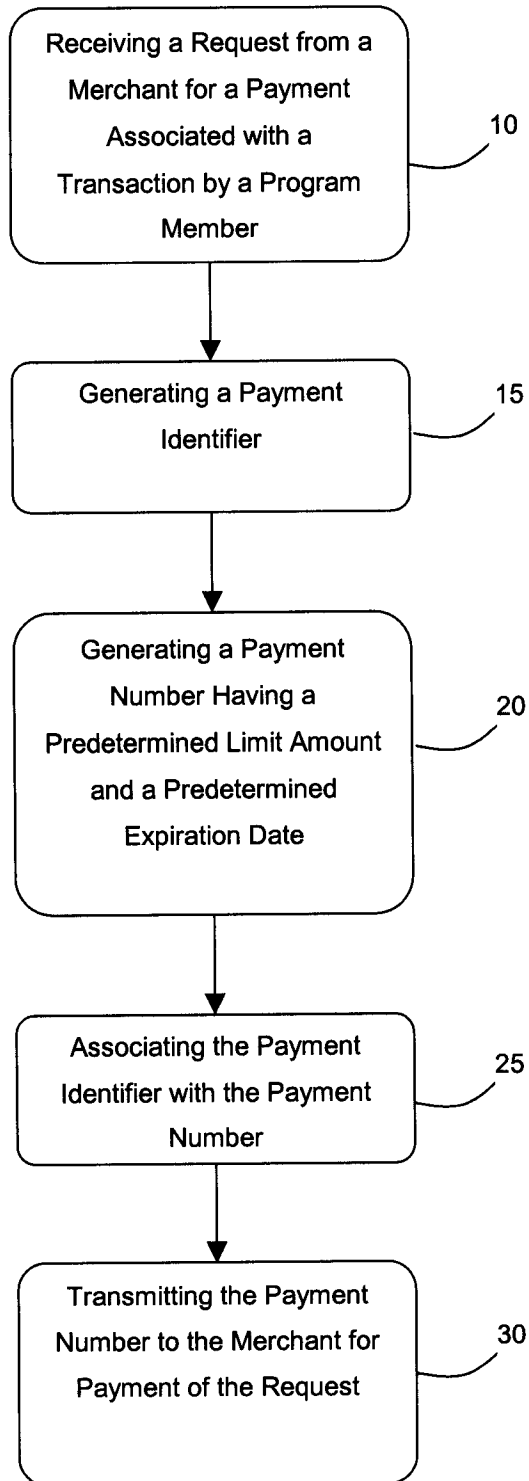 Receiving a Request from a
Merchant for a Payment
Associated with a
Transaction by a Program
Member
10
Generating a Payment
Identifier
15
Generating a Payment
Number Having a
Predetermined Limit Amount
and a Predetermined
Expiration Date
20
Associating the Payment
Identifier with the Payment
Number
25
Transmitting the Payment
Number to the Merchant for
Payment of the Request
30